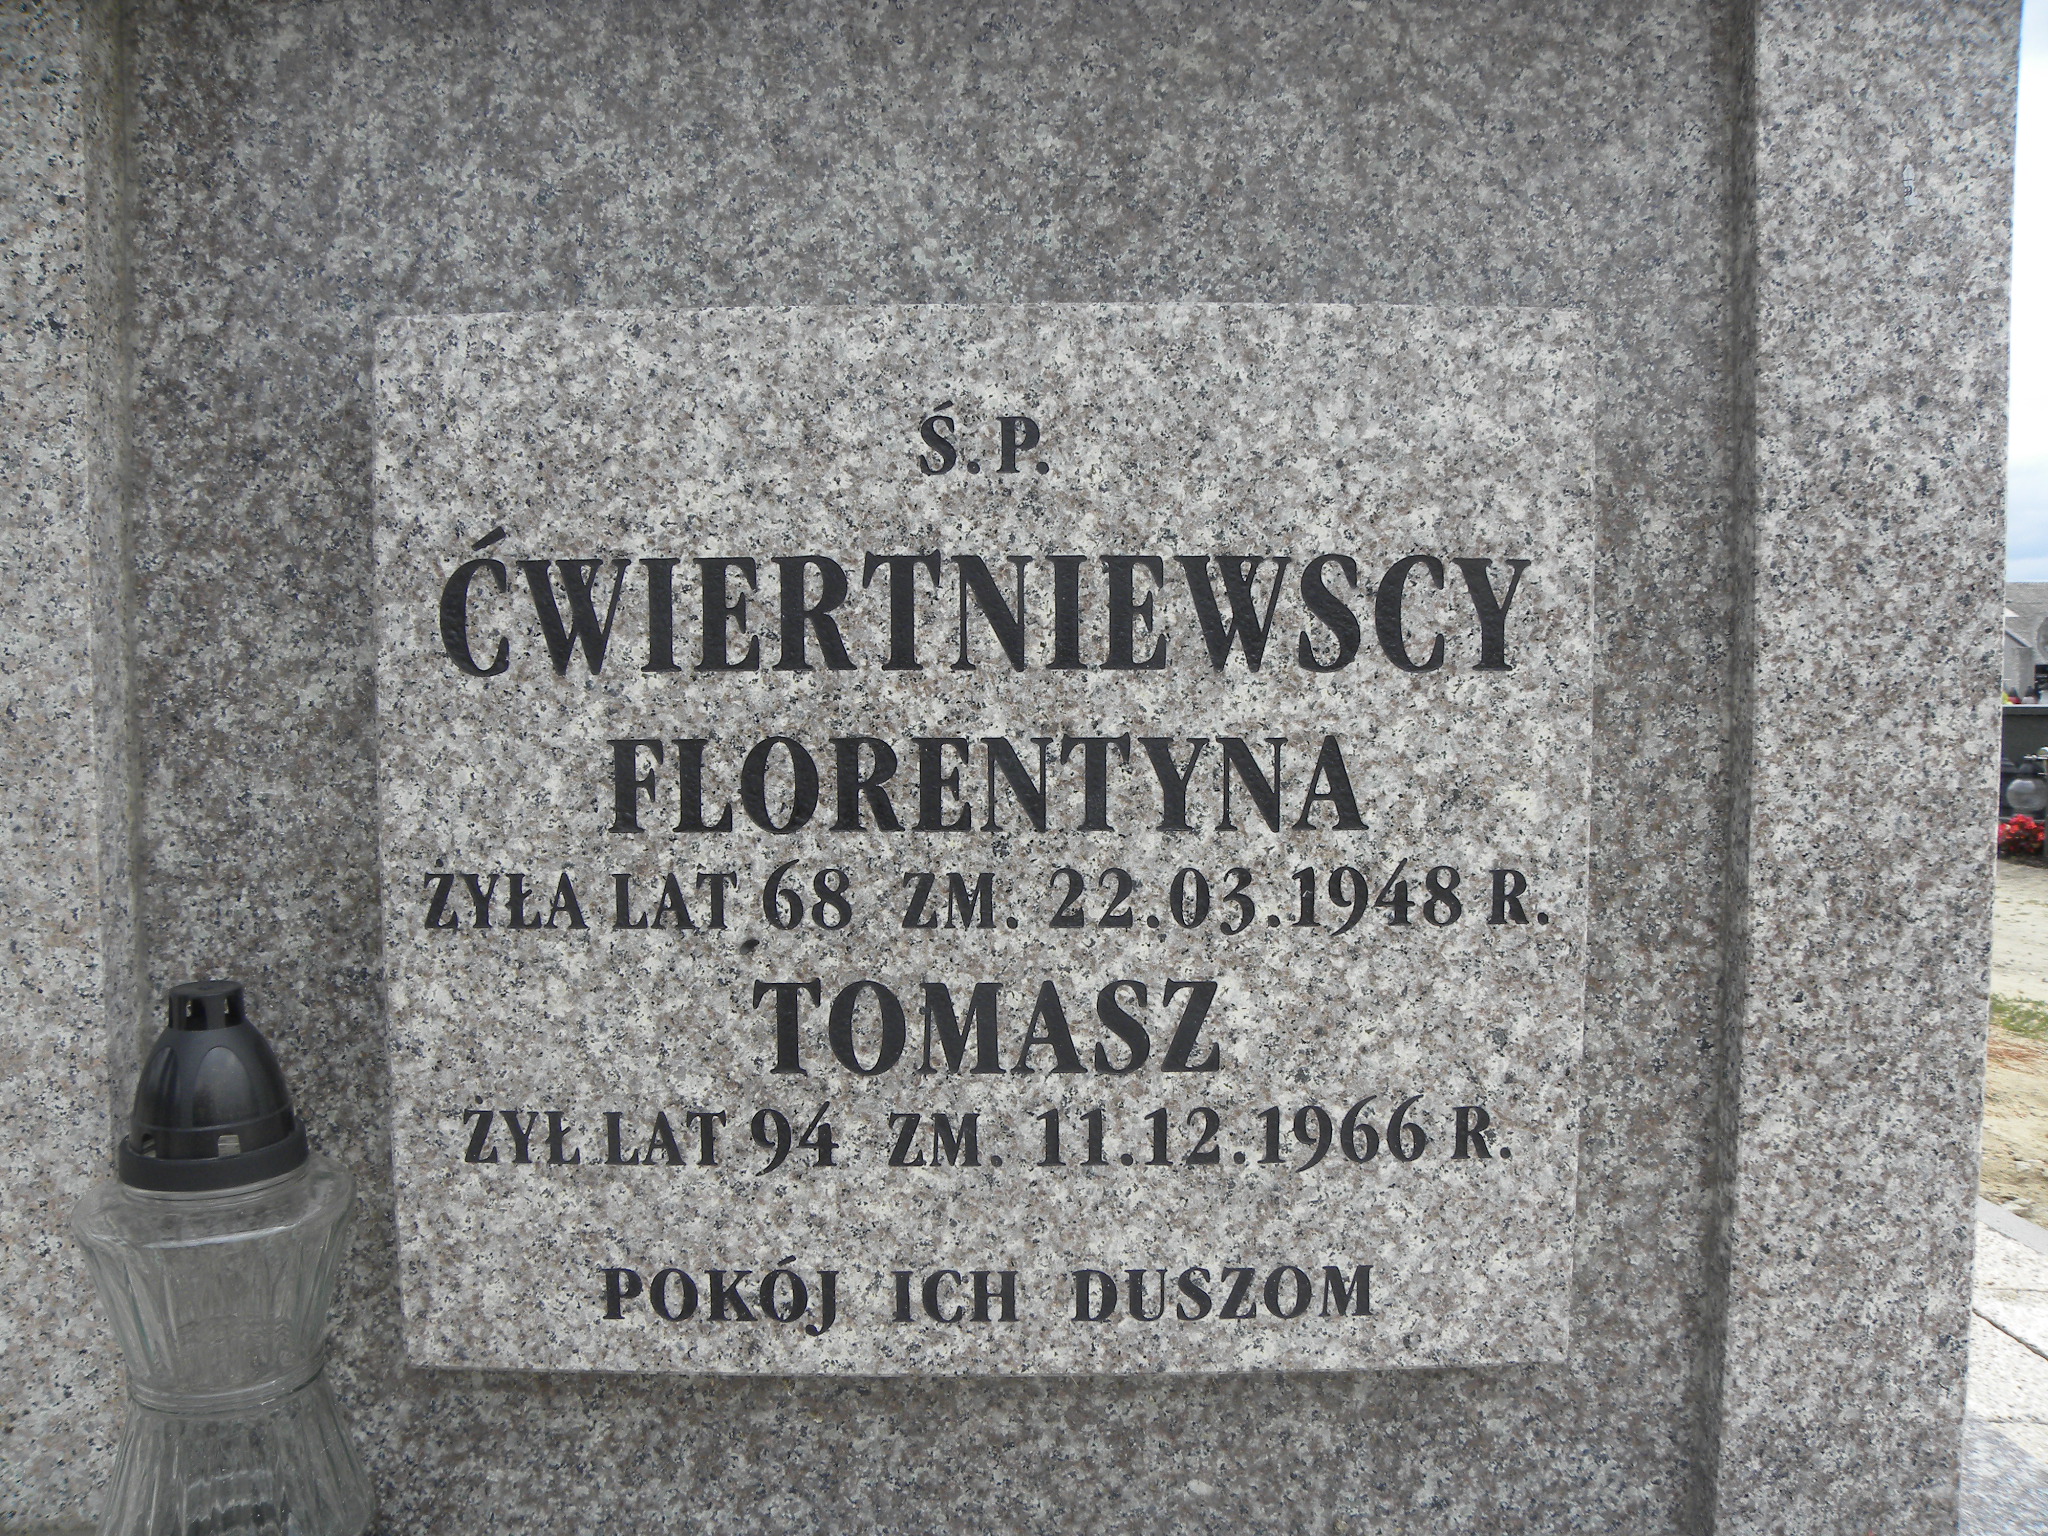 Ś.P.
ĆWIERTNIEWSCY
FLORENTYNA
ŻYŁA LAT 68 ZM. 22.03.1948 R.
TOMASZ
ŻYŁ LAT 94 ZM. 11.12.1966 R.
POKÓJ ICH DUSZOM